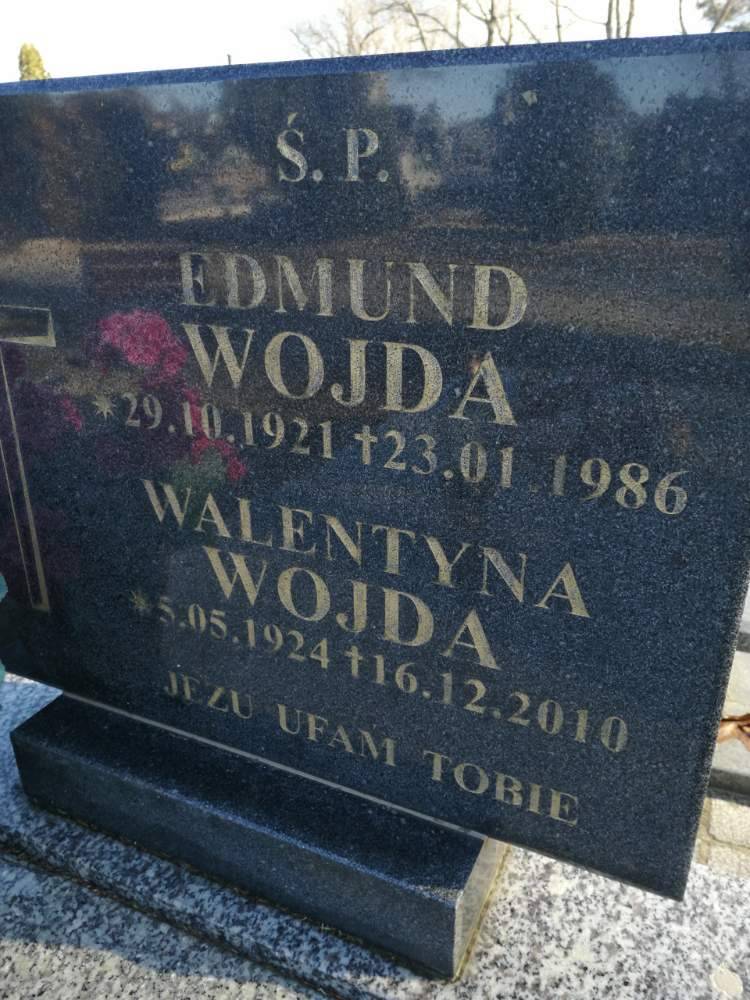 Ś. P.
EDMUND
WOJDA
*29.10.1921 †23.01.1986
WALENTYNA
WOJDA
*5.05.1924 †16.12.2010
JEZU UFAM TOBIE